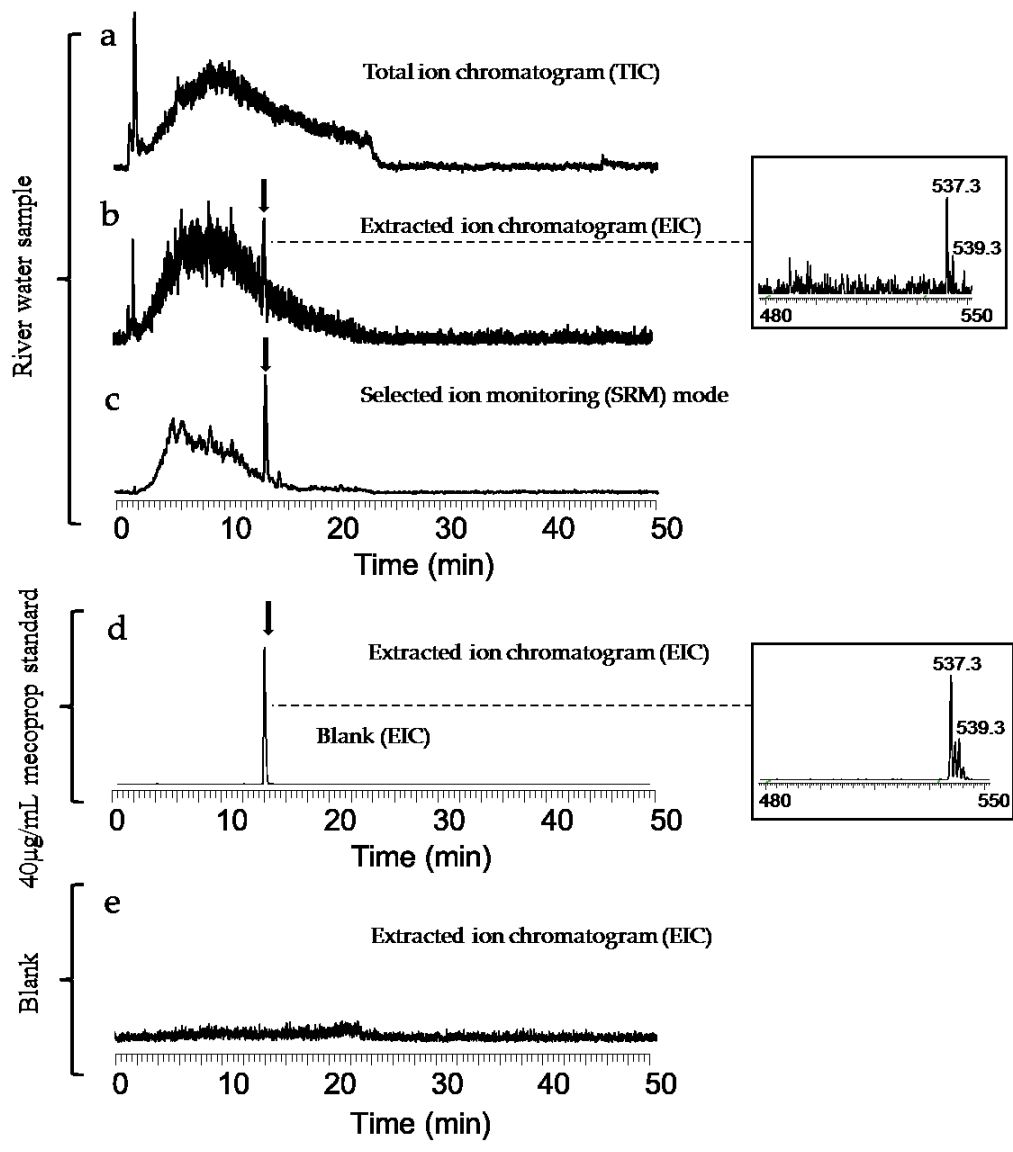 a
Total ion chromatogram (TIC)
River water sample
b
Extracted ion chromatogram (EIC)
537.3
539.3
480 550
c
Selected ion monitoring (SRM) mode
0 10 20 30 40 50
Time (min)
40µg/mL mecoprop standard
d
Extracted ion chromatogram (EIC)
Blank (EIC)
537.3
539.3
480 550
0 10 20 30 40 50
Time (min)
Blank
e
Extracted ion chromatogram (EIC)
0 10 20 30 40 50
Time (min)